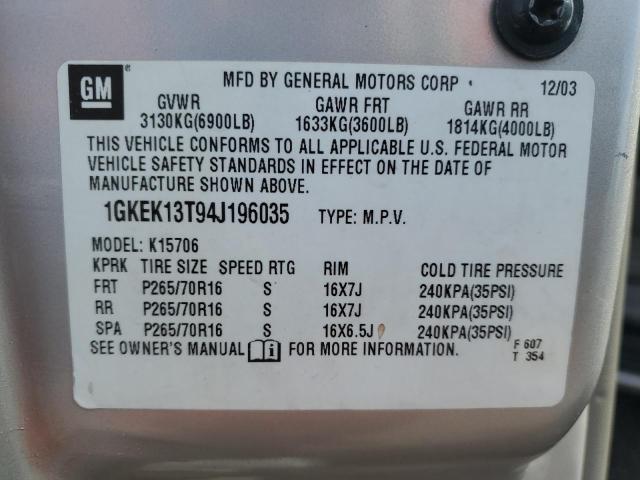 GM ® MFD BY GENERAL MOTORS CORP 12/03
GVWR GAWR FRT GAWR RR
3130KG(6900LB) 1633KG(3600LB) 1814KG(4000LB)
THIS VEHICLE CONFORMS TO ALL APPLICABLE U.S. FEDERAL MOTOR
VEHICLE SAFETY STANDARDS IN EFFECT ON THE DATE OF
MANUFACTURE SHOWN ABOVE.
1GKEK13T94J196035 TYPE: M.P.V.
MODEL: K15706
KPRK TIRE SIZE SPEED RTG RIM COLD TIRE PRESSURE
FRT P265/70R16 S 16X7J 240KPA(35PSI)
RR P265/70R16 S 16X7J 240KPA(35PSI)
SPA P265/70R16 S 16X6.5J 240KPA(35PSI)
SEE OWNER'S MANUAL i FOR MORE INFORMATION. F 607
T 354